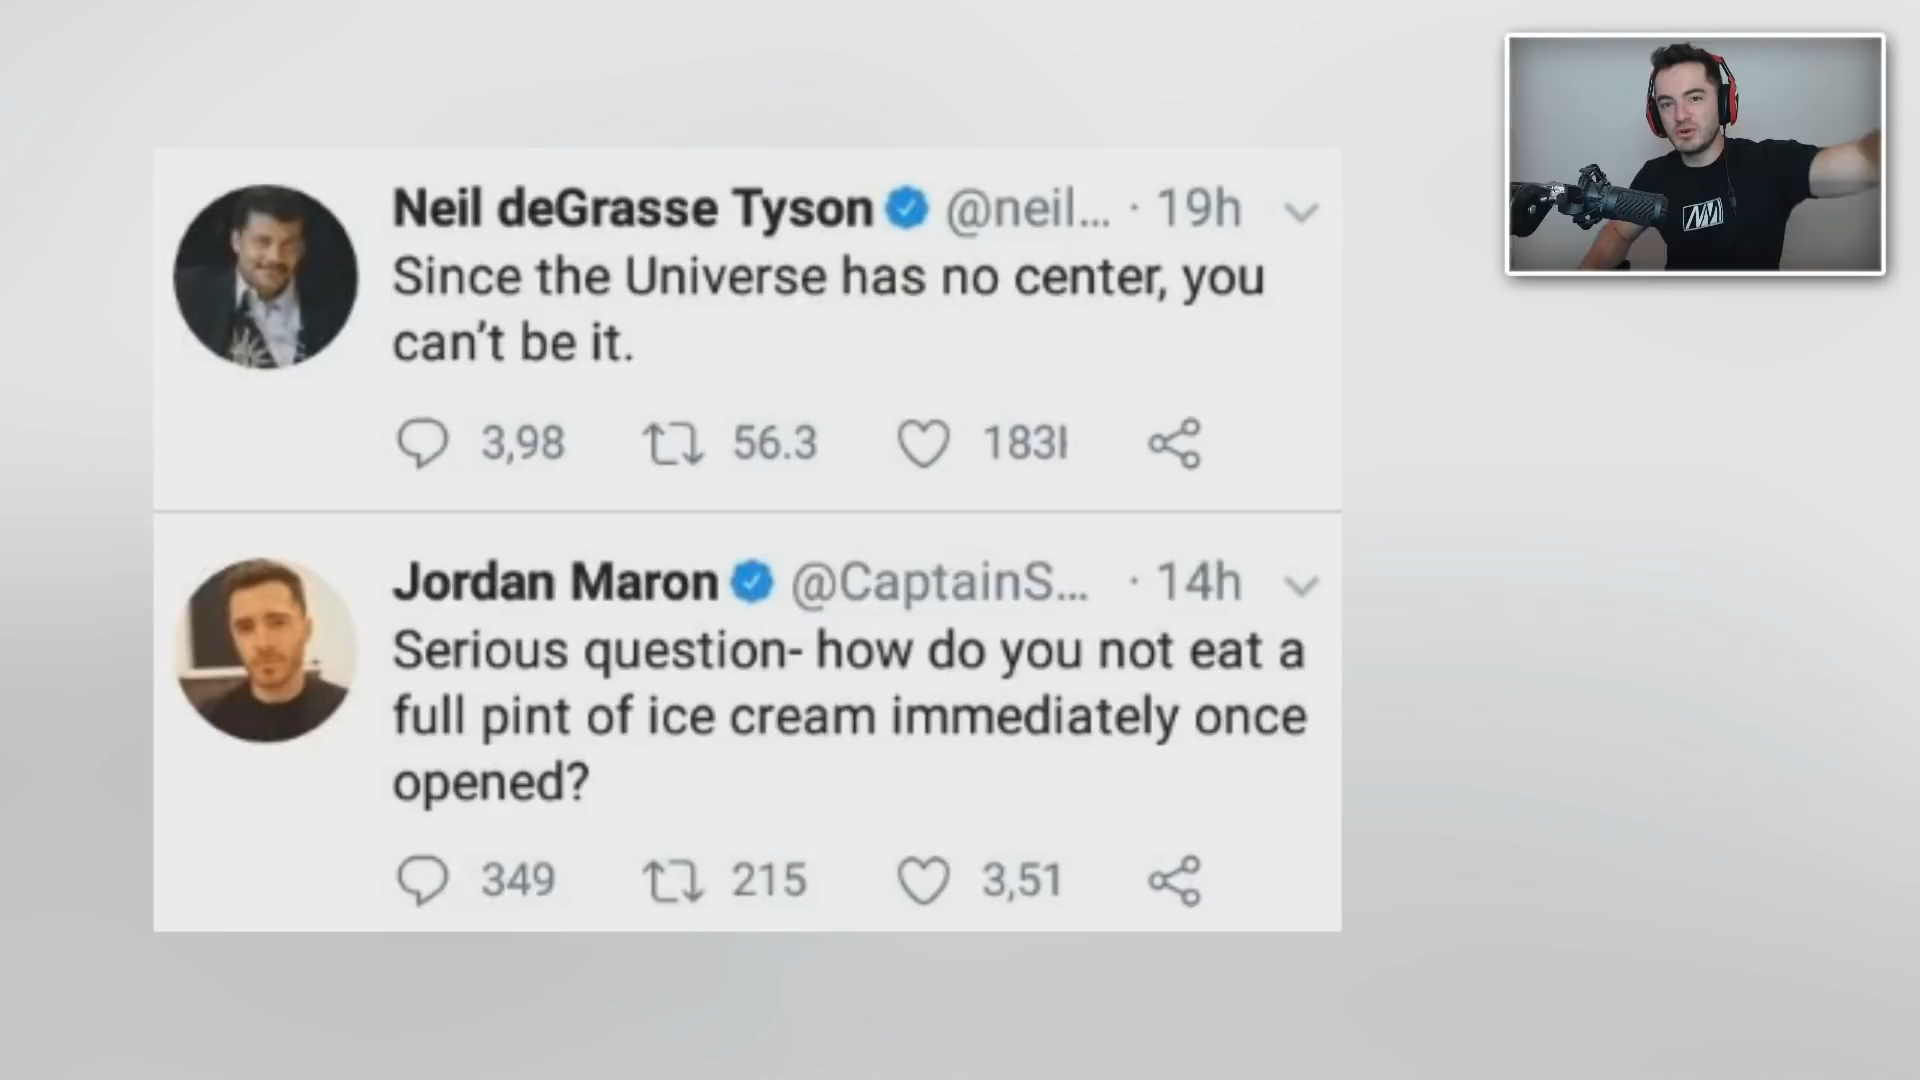 Neil deGrasse Tyson @neil... · 19h
Since the Universe has no center, you
can't be it.
3,98 56.3 183
Jordan Maron @CaptainS... · 14h
Serious question- how do you not eat a
full pint of ice cream immediately once
opened?
349 215 3,51